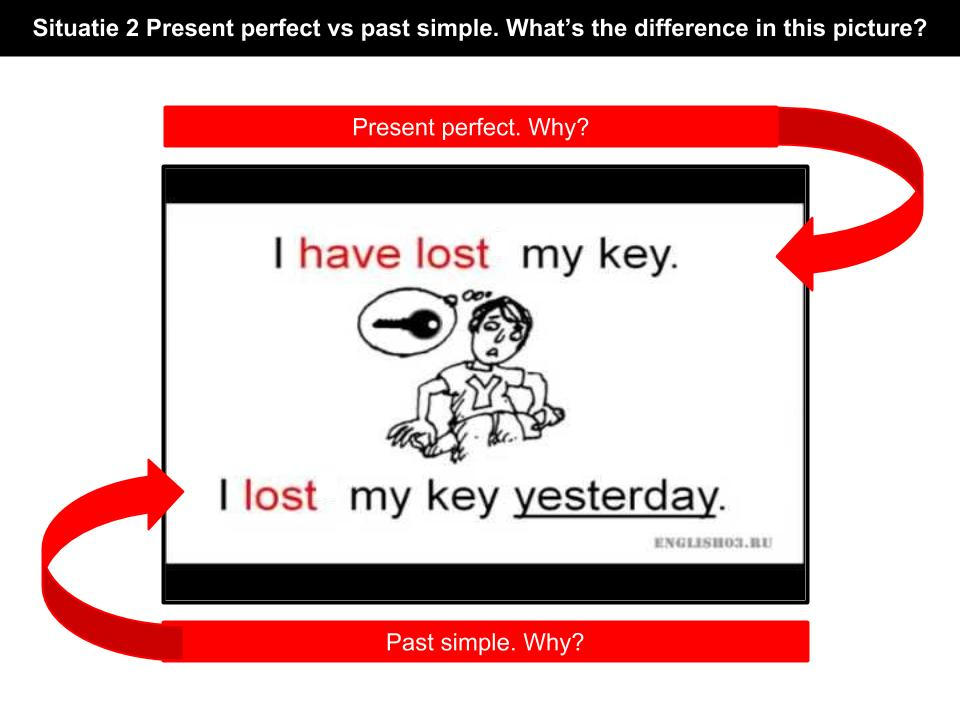 Situatie 2 Present perfect vs past simple. What’s the difference in this picture?
Present perfect. Why?
I have lost my key.
Y
I lost my key yesterday.
ENGLISH03.RU
Past simple. Why?